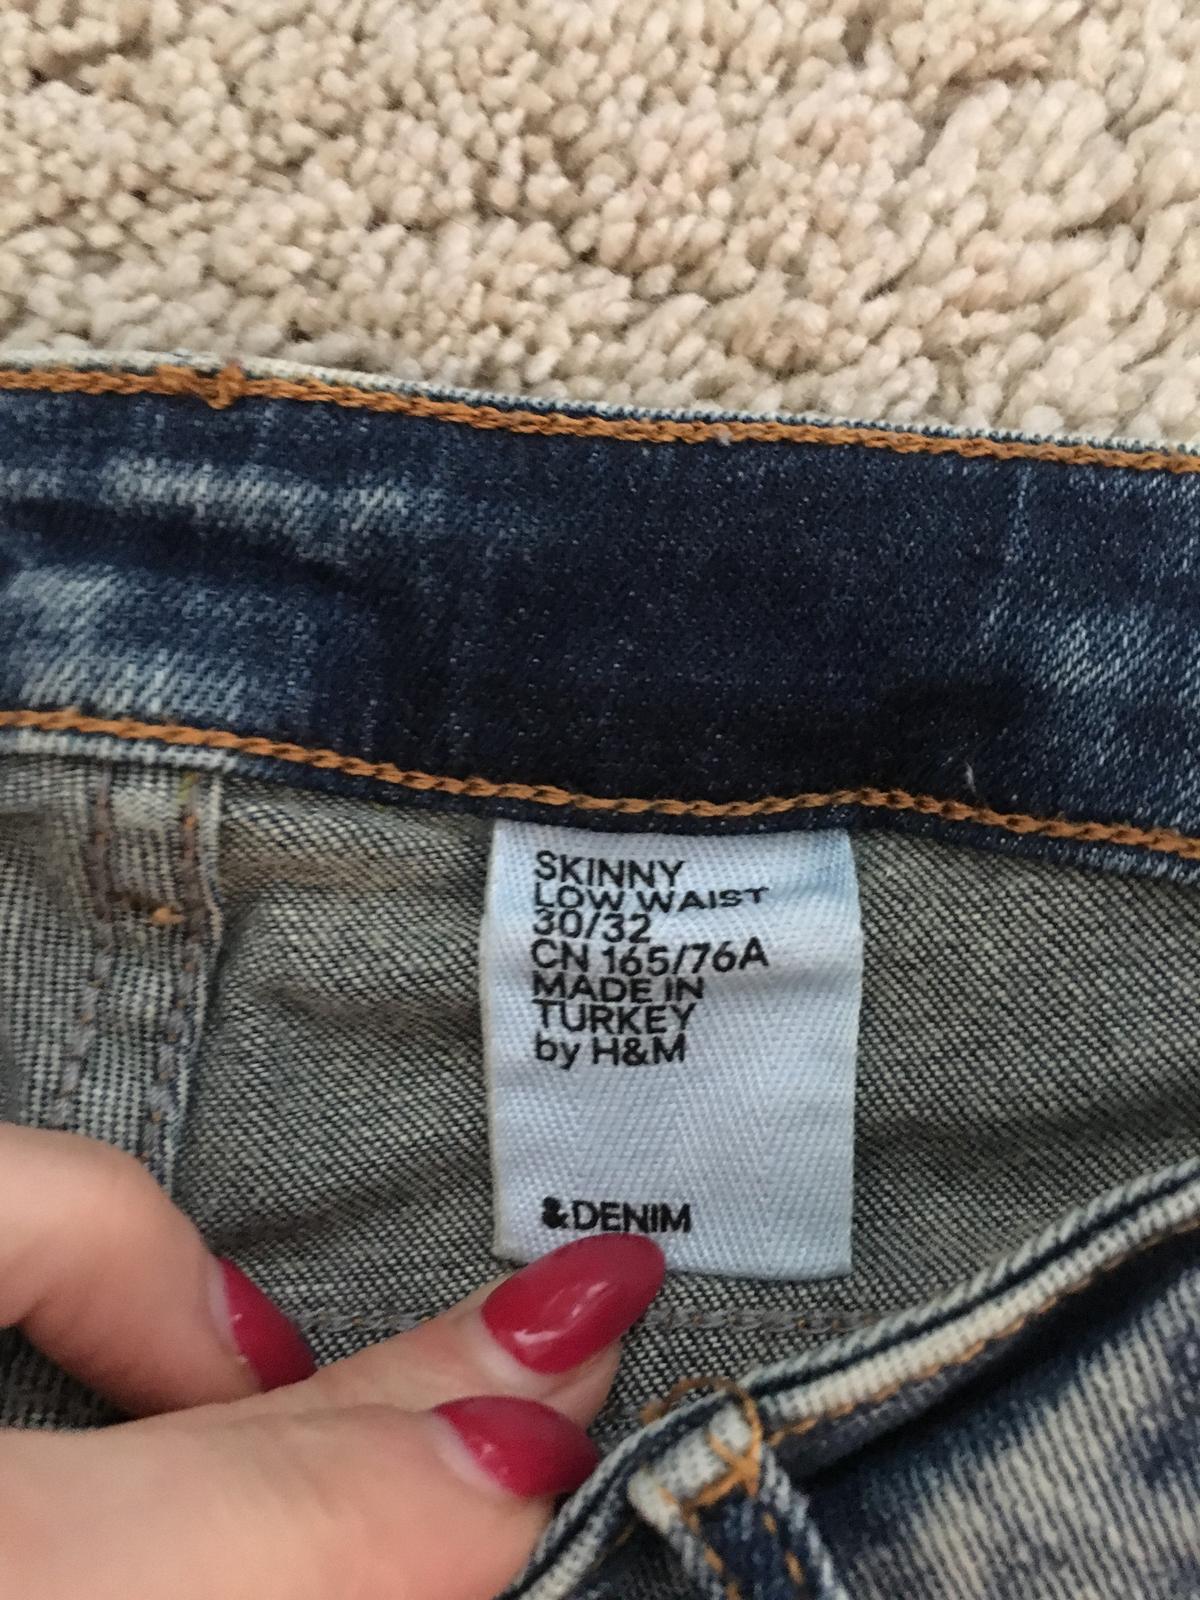 SKINNY
LOW WAIST
30/32
CN 165/76A
MADE IN
TURKEY
by H&M
&DENIM